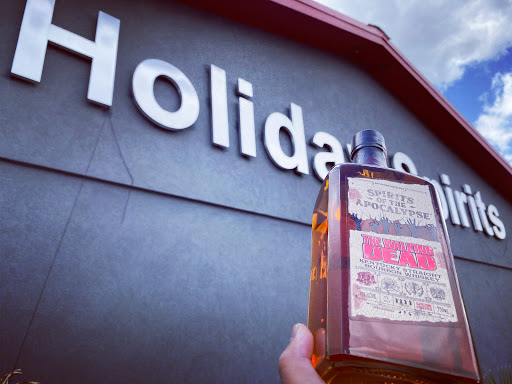 Holiday Spirits
SPIRITS
OF THE
APOCALYPSE
THE WALKING
DEAD
KENTUCKY STRAIGHT
BOURBON WHISKEY